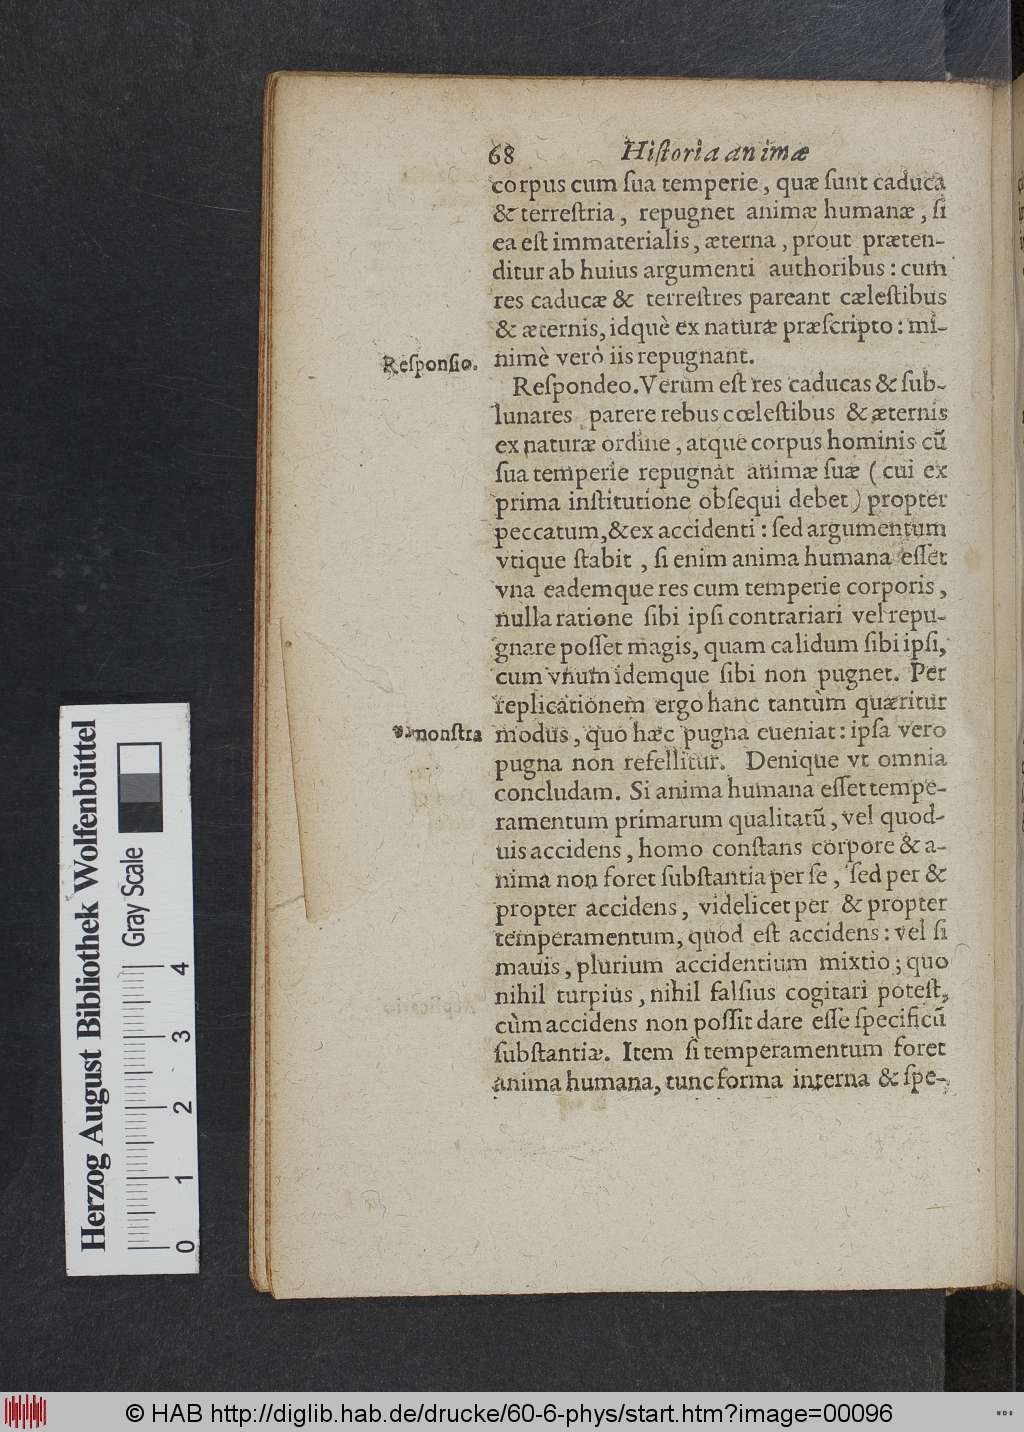 68 Hiſtoria animæ
corpus cum ſua temperie, quæ ſunt caduca
& terreſtria, repugnet animæ humanæ, ſi
ea eſt immaterialis, æterna, prout præten-
ditur ab huius argumenti authoribus: cum
res caducæ & terreſtres pareant cæleſtibus
& æternis, idquè ex naturæ præſcripto: mi-
nimè verò iis repugnant.
Reſponſio.
Reſpondeo. Verum eſt res caducas & ſub-
lunares parere rebus cœleſtibus & æternis
ex naturæ ordine, atque corpus hominis cũ
ſua temperie repugnat animæ ſuæ (cui ex
prima inſtitutione obſequi debet) propter
peccatum, & ex accidenti: ſed argumentum
vtique ſtabit, ſi enim anima humana eſſet
vna eademque res cum temperie corporis,
nulla ratione ſibi ipſi contrariari vel repu-
gnare poſſet magis, quam calidum ſibi ipſi,
cum vnum idemque ſibi non pugnet. Per
replicationem ergo hanc tantùm quæritur
monſtra
modus, quo hæc pugna eueniat: ipſa vero
pugna non refellitur. Denique vt omnia
concludam. Si anima humana eſſet tempe-
ramentum primarum qualitatũ, vel quod-
uis accidens, homo conſtans corpore & a-
nima non foret ſubſtantia per ſe, ſed per &
propter accidens, videlicet per & propter
temperamentum, quod eſt accidens: vel ſi
mauis, plurium accidentium mixtio; quo
nihil turpius, nihil falſius cogitari poteſt,
cùm accidens non poſſit dare eſſe ſpecificũ
ſubſtantiæ. Item ſi temperamentum foret
anima humana, tunc forma interna & ſpe-
Herzog August Bibliothek Wolfenbüttel
Gray Scale
0 1 2 3 4
© HAB http://diglib.hab.de/drucke/60-6-phys/start.htm?image=00096